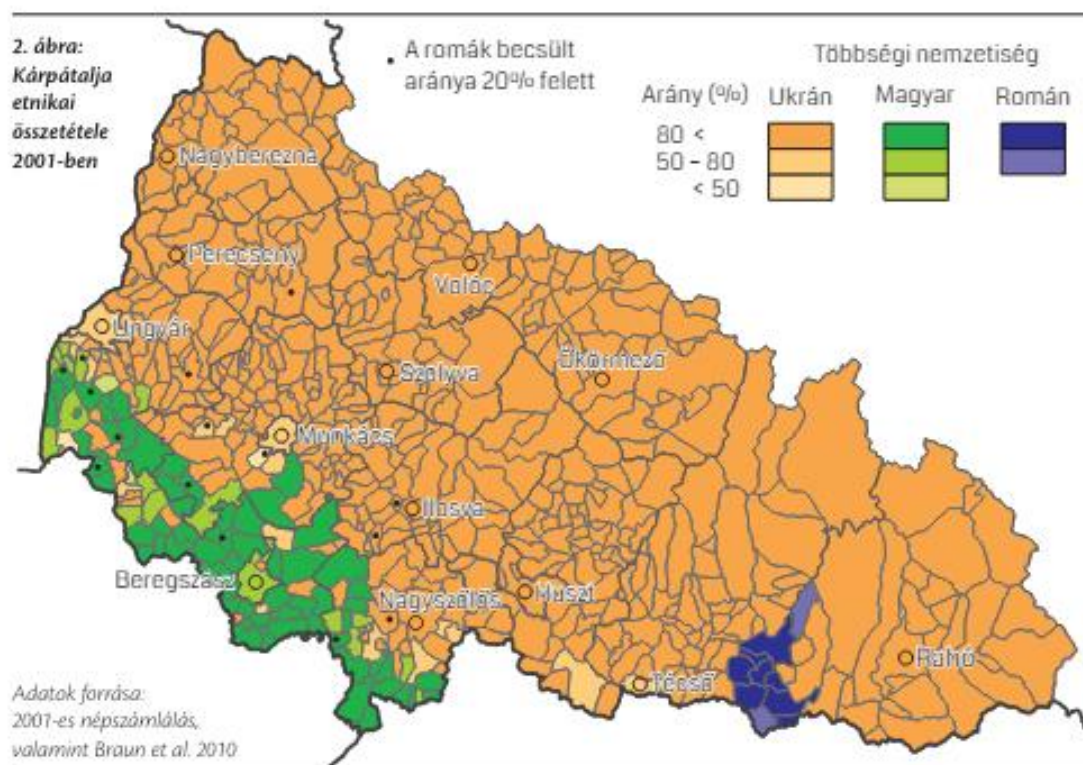 2. ábra:
Kárpátalja
etnikai
összetétele
2001-ben
• A romák becsült
aránya 20% felett
Többségi nemzetiség
Arány (%) Ukrán Magyar Román
80 <
50 - 80
< 50
Nagyberezna
Perecseny
Volóc
Ungvár
Szolyva
Ökörmező
Munkács
Ilosva
Beregszász
Nagyszőlős
Huszt
Técső
Rahó
Adatok forrása:
2001-es népszámlálás,
valamint Braun et al. 2010